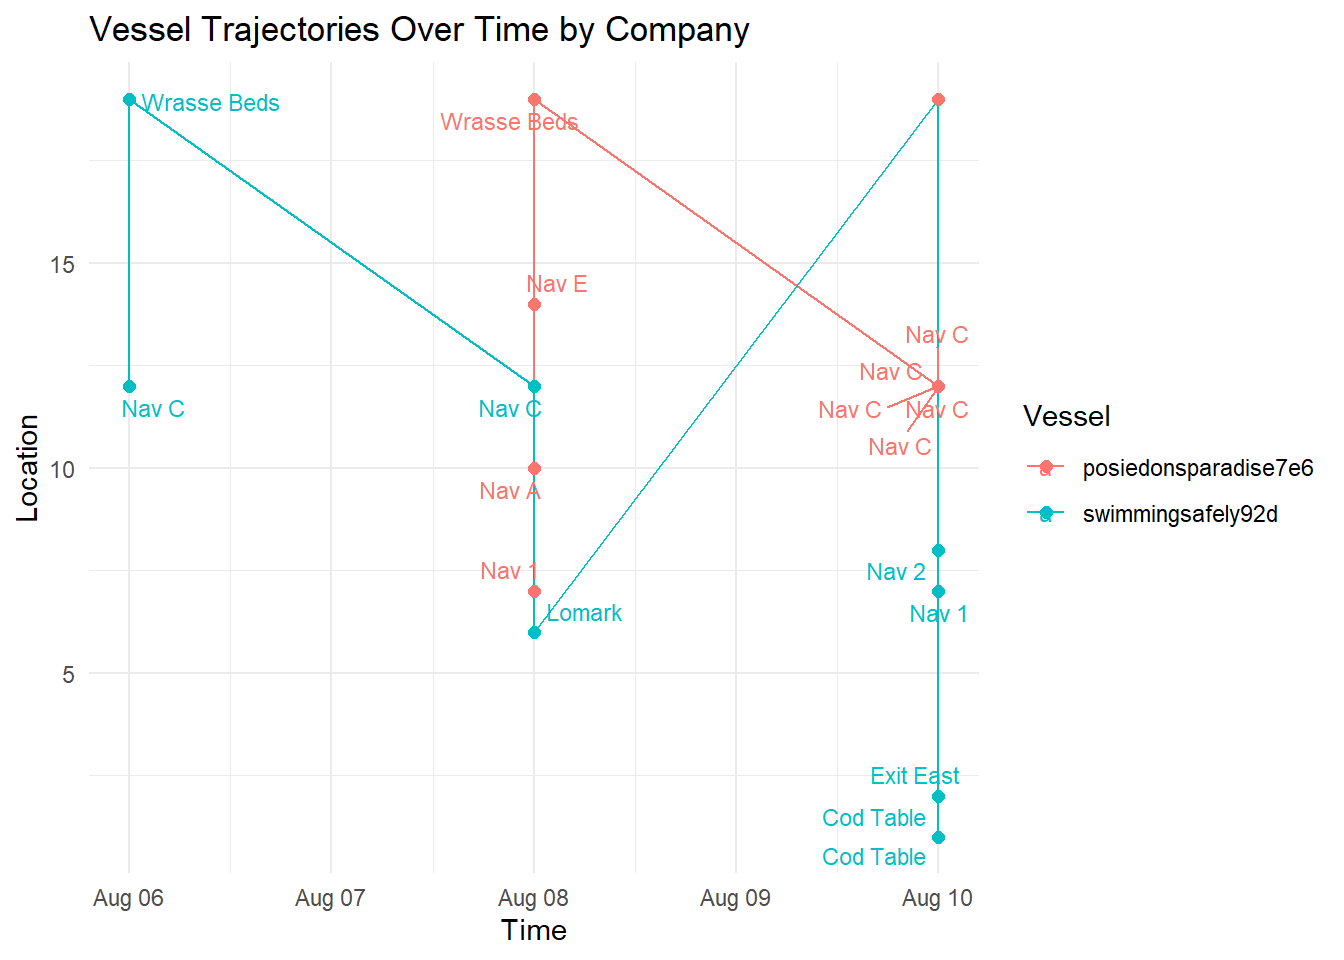 Vessel Trajectories Over Time by Company
Wrasse Beds
Wrasse Beds
15
Nav E
Nav C
Nav C
Nav C
Nav C
Nav C
Nav C
Nav C
Nav C
Vessel
posiedonsparadise7e6
swimmingsafely92d
Location
10
Nav A
Nav 1
Nav 2
Lomark
Nav 1
5
Exit East
Cod Table
Cod Table
Aug 06
Aug 07
Aug 08
Aug 09
Aug 10
Time